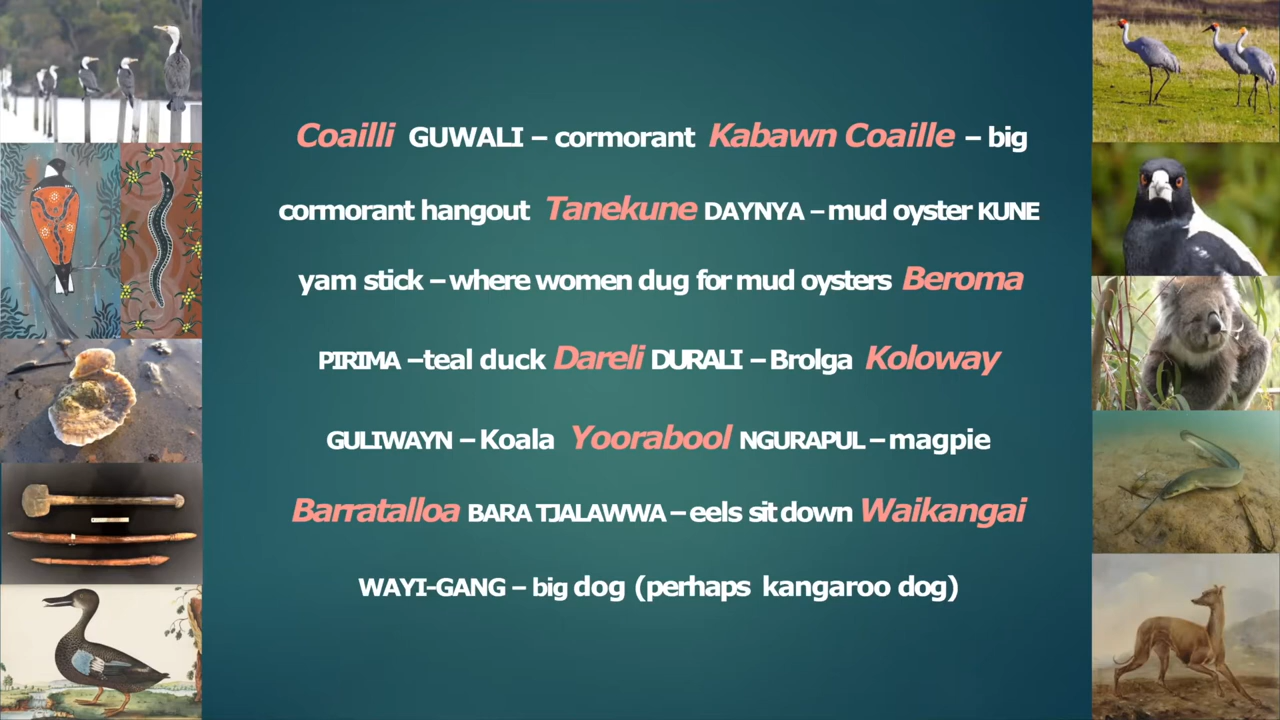 Coailli GUWALI – cormorant Kabawn Coaille – big
cormorant hangout Tanekune DAYNYA – mud oyster KUNE
yam stick – where women dug for mud oysters Beroma
PIRIMA – teal duck Dareli DURALI – Brolga Koloway
GULIWAYN – Koala Yoorabool NGURAPUL – magpie
Barratalloa BARA TJALAWWA – eels sit down Waikangai
WAYI-GANG – big dog (perhaps kangaroo dog)